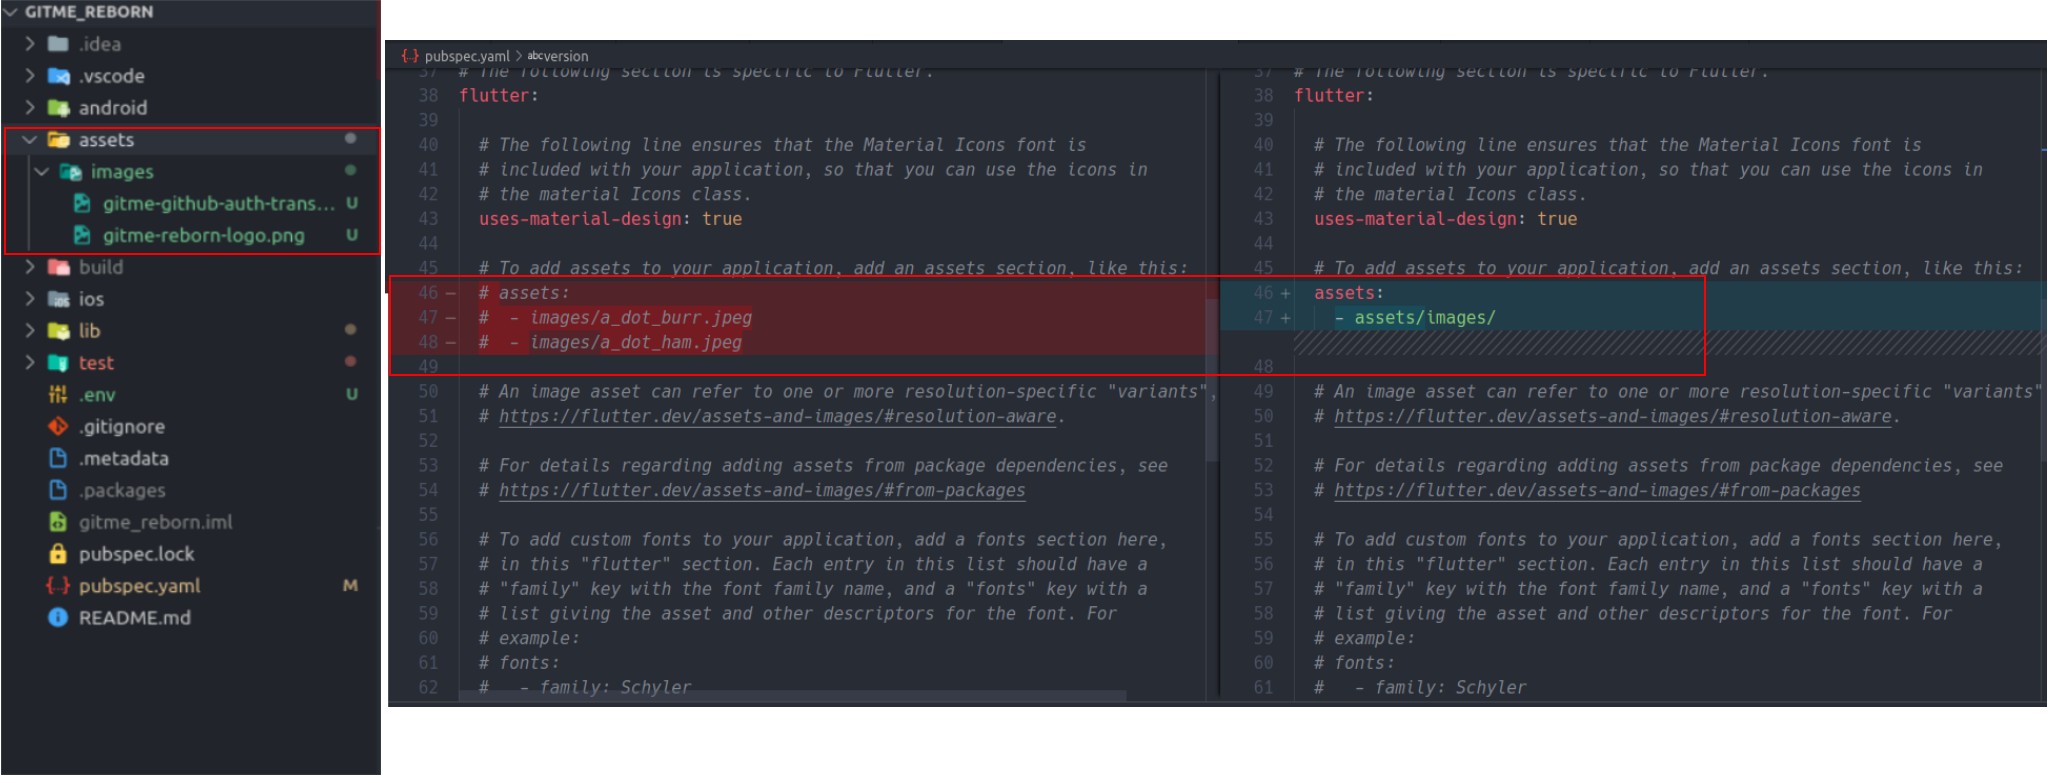 GITME_REBORN
.idea
.vscode
android
assets
images
gitme-github-auth-trans... U
gitme-reborn-logo.png U
build
ios
lib
test
.env U
.gitignore
.metadata
.packages
gitme_reborn.iml
pubspec.lock
pubspec.yaml M
README.md
{..} pubspec.yaml > abc version
37 # The following section is specific to Flutter.
38 flutter:
39
40 # The following line ensures that the Material Icons font is
41 # included with your application, so that you can use the icons in
42 # the material Icons class.
43 uses-material-design: true
44
45 # To add assets to your application, add an assets section, like this:
46 - # assets:
47 - #  - images/a_dot_burr.jpeg
48 - #  - images/a_dot_ham.jpeg
49
50 # An image asset can refer to one or more resolution-specific "variants",
51 # https://flutter.dev/assets-and-images/#resolution-aware.
52
53 # For details regarding adding assets from package dependencies, see
54 # https://flutter.dev/assets-and-images/#from-packages
55
56 # To add custom fonts to your application, add a fonts section here,
57 # in this "flutter" section. Each entry in this list should have a
58 # "family" key with the font family name, and a "fonts" key with a
59 # list giving the asset and other descriptors for the font. For
60 # example:
61 # fonts:
62 #   - family: Schyler
37 # The following section is specific to Flutter.
38 flutter:
39
40 # The following line ensures that the Material Icons font is
41 # included with your application, so that you can use the icons in
42 # the material Icons class.
43 uses-material-design: true
44
45 # To add assets to your application, add an assets section, like this:
46 + assets:
47 + - assets/images/
48
49 # An image asset can refer to one or more resolution-specific "variants"
50 # https://flutter.dev/assets-and-images/#resolution-aware.
51
52 # For details regarding adding assets from package dependencies, see
53 # https://flutter.dev/assets-and-images/#from-packages
54
55 # To add custom fonts to your application, add a fonts section here,
56 # in this "flutter" section. Each entry in this list should have a
57 # "family" key with the font family name, and a "fonts" key with a
58 # list giving the asset and other descriptors for the font. For
59 # example:
60 # fonts:
61 #   - family: Schyler